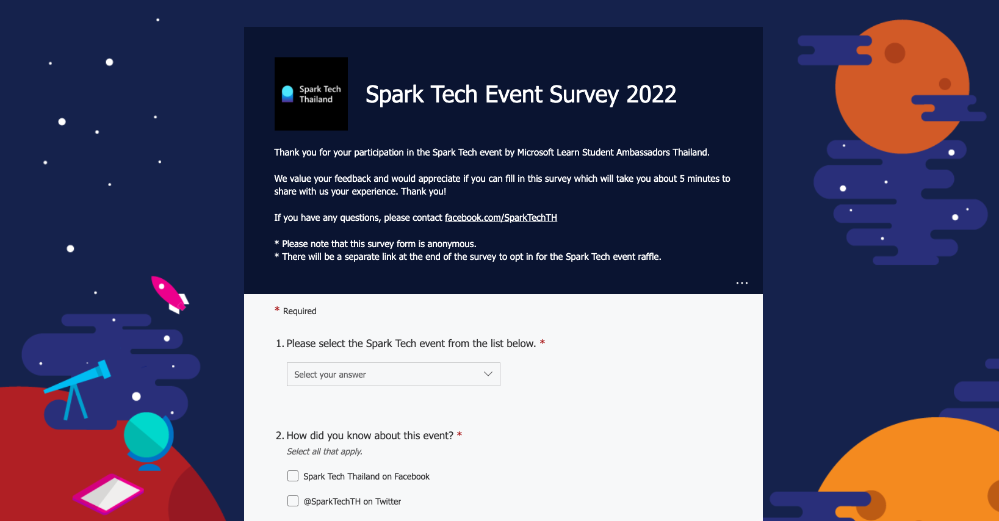 Spark Tech
Thailand
Spark Tech Event Survey 2022
Thank you for your participation in the Spark Tech event by Microsoft Learn Student Ambassadors Thailand.
We value your feedback and would appreciate if you can fill in this survey which will take you about 5 minutes to
share with us your experience. Thank you!
If you have any questions, please contact facebook.com/SparkTechTH
* Please note that this survey form is anonymous.
* There will be a separate link at the end of the survey to opt in for the Spark Tech event raffle.
* Required
1. Please select the Spark Tech event from the list below. *
Select your answer
2. How did you know about this event? *
Select all that apply.
Spark Tech Thailand on Facebook
@SparkTechTH on Twitter